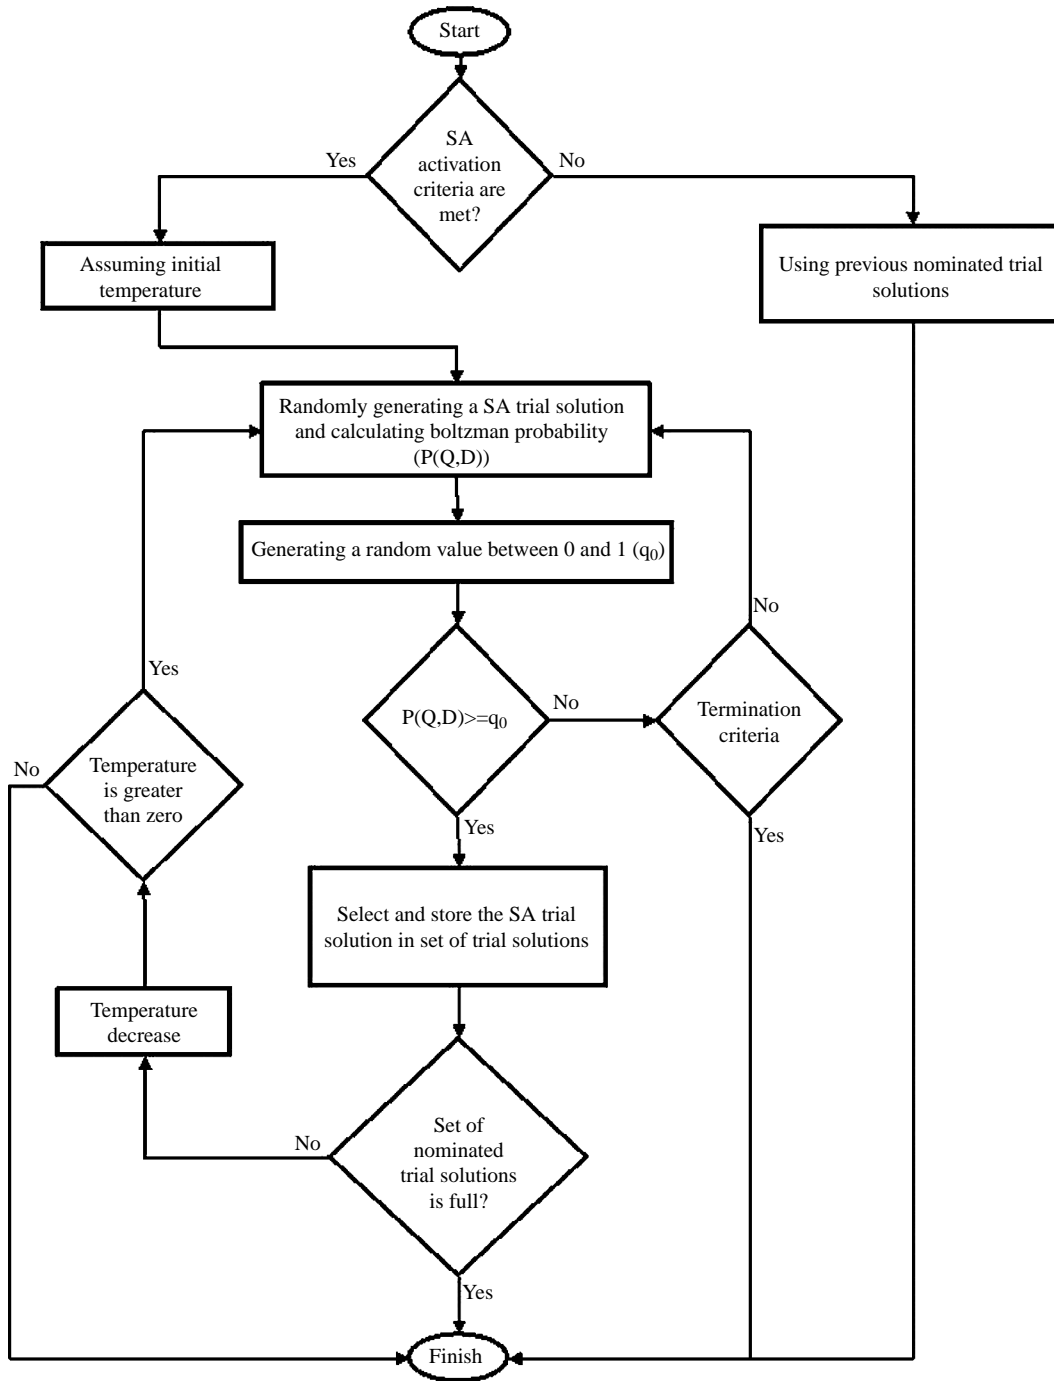 Start
SA
activation
criteria are
met?
Yes
No
Assuming initial
temperature
Using previous nominated trial
solutions
Randomly generating a SA trial solution
and calculating boltzman probability
(P(Q,D))
Generating a random value between 0 and 1 (q₀)
No
Yes
P(Q,D)>=q₀
No
Termination
criteria
No
Temperature
is greater
than zero
Yes
Yes
Select and store the SA trial
solution in set of trial solutions
Temperature
decrease
No
Set of
nominated
trial solutions
is full?
Yes
Finish